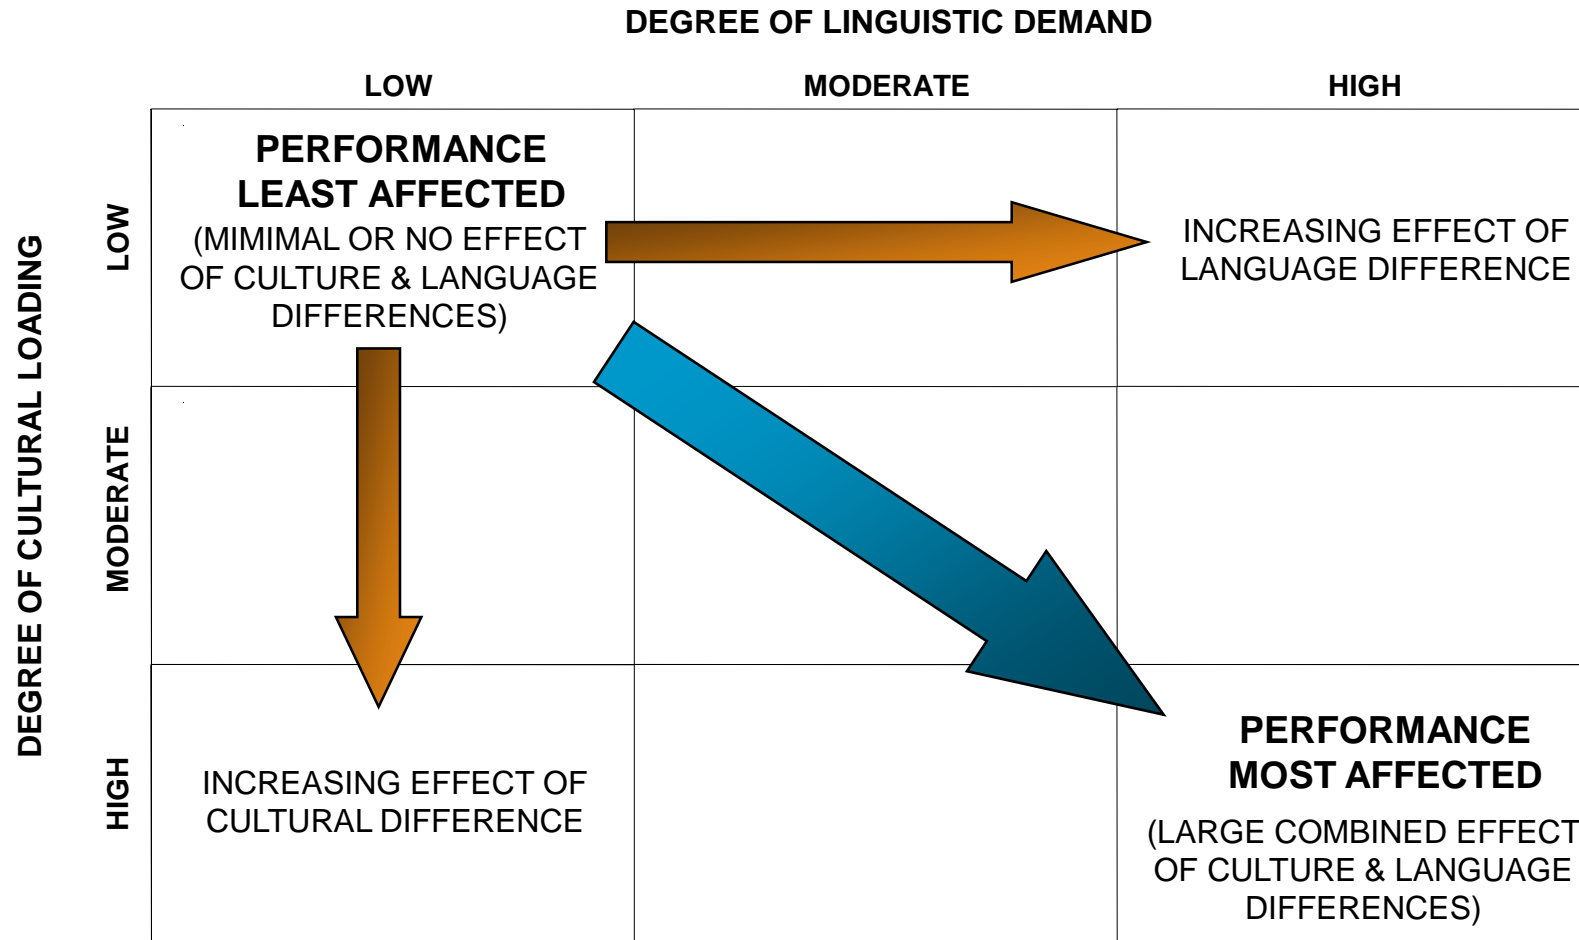 DEGREE OF LINGUISTIC DEMAND
LOW
MODERATE
HIGH
DEGREE OF CULTURAL LOADING
LOW
PERFORMANCE
LEAST AFFECTED
(MIMIMAL OR NO EFFECT
OF CULTURE & LANGUAGE
DIFFERENCES)
INCREASING EFFECT OF
LANGUAGE DIFFERENCE
MODERATE
HIGH
INCREASING EFFECT OF
CULTURAL DIFFERENCE
PERFORMANCE
MOST AFFECTED
(LARGE COMBINED EFFECT
OF CULTURE & LANGUAGE
DIFFERENCES)